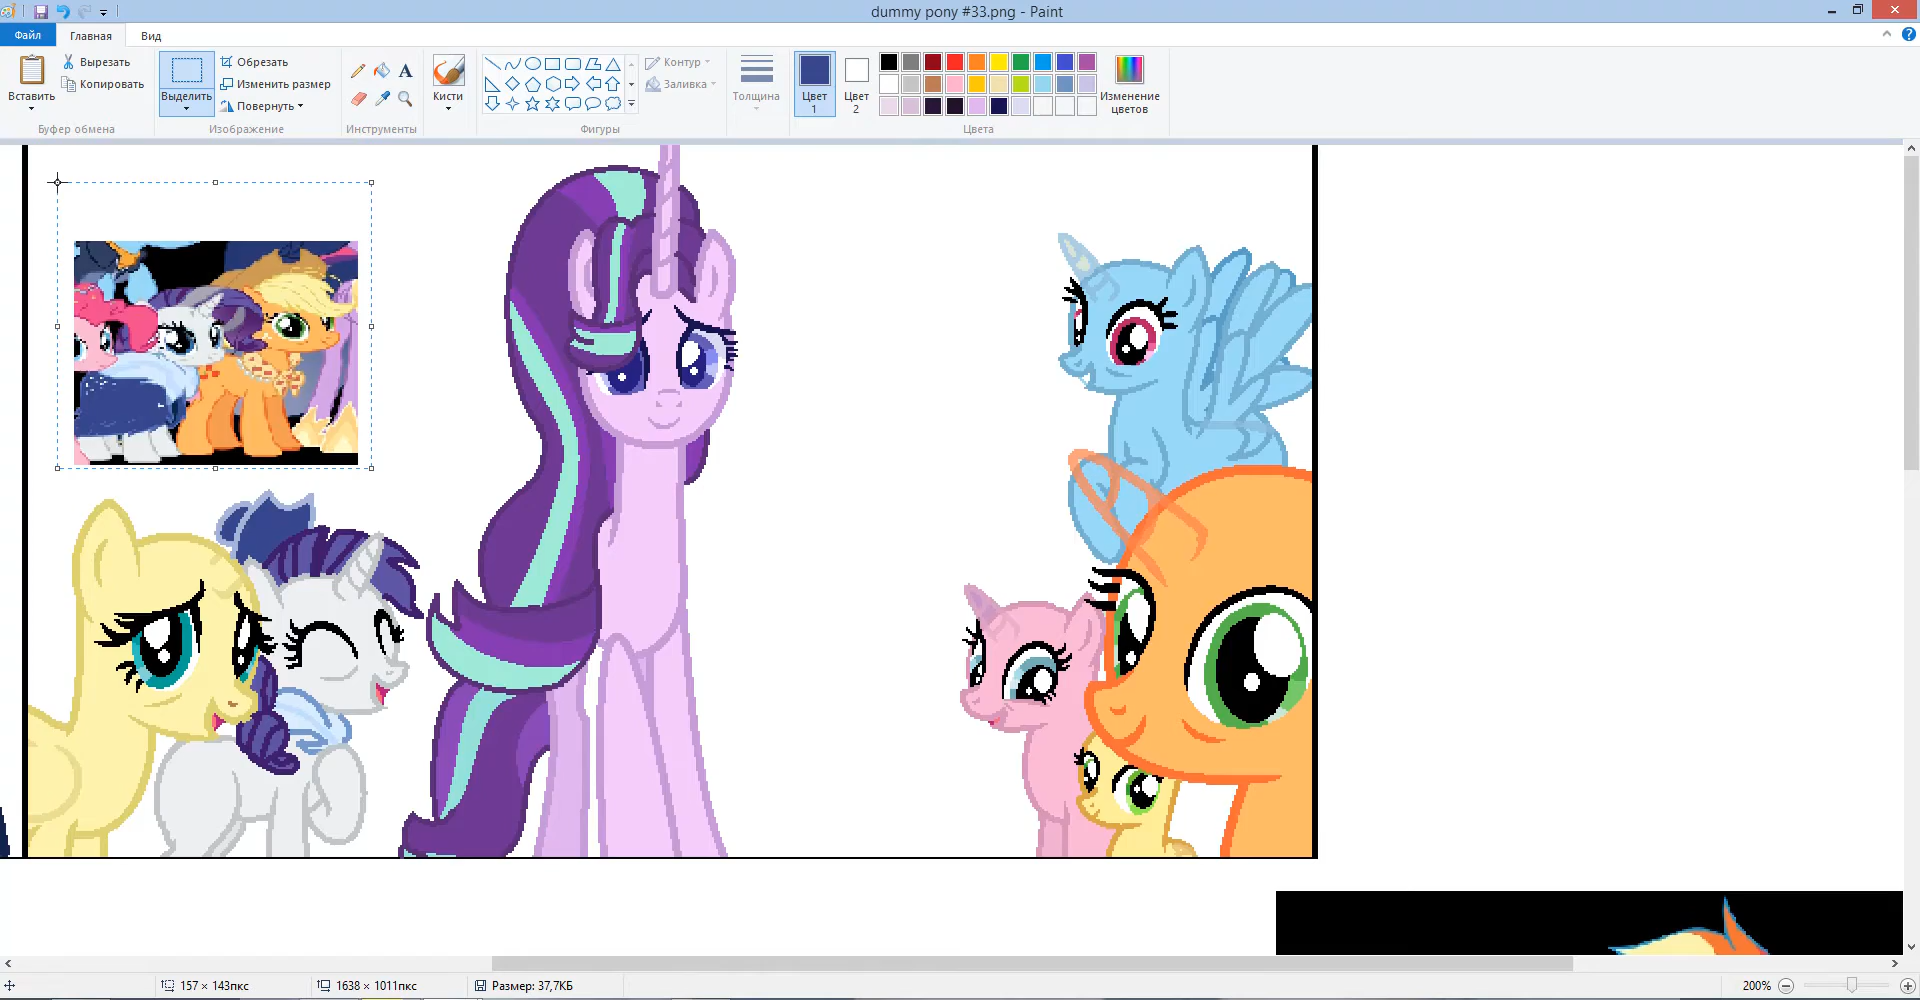 dummy pony #33.png - Paint
Файл
Главная
Вид
Вставить
Вырезать
Копировать
Буфер обмена
Выделить
Обрезать
Изменить размер
Повернуть
Изображение
Инструменты
Кисти
Контур
Заливка
Фигуры
Толщина
Цвет
1
Цвет
2
Изменение
цветов
Цвета
157 × 143пкс
1638 × 1011пкс
Размер: 37,7КБ
200%